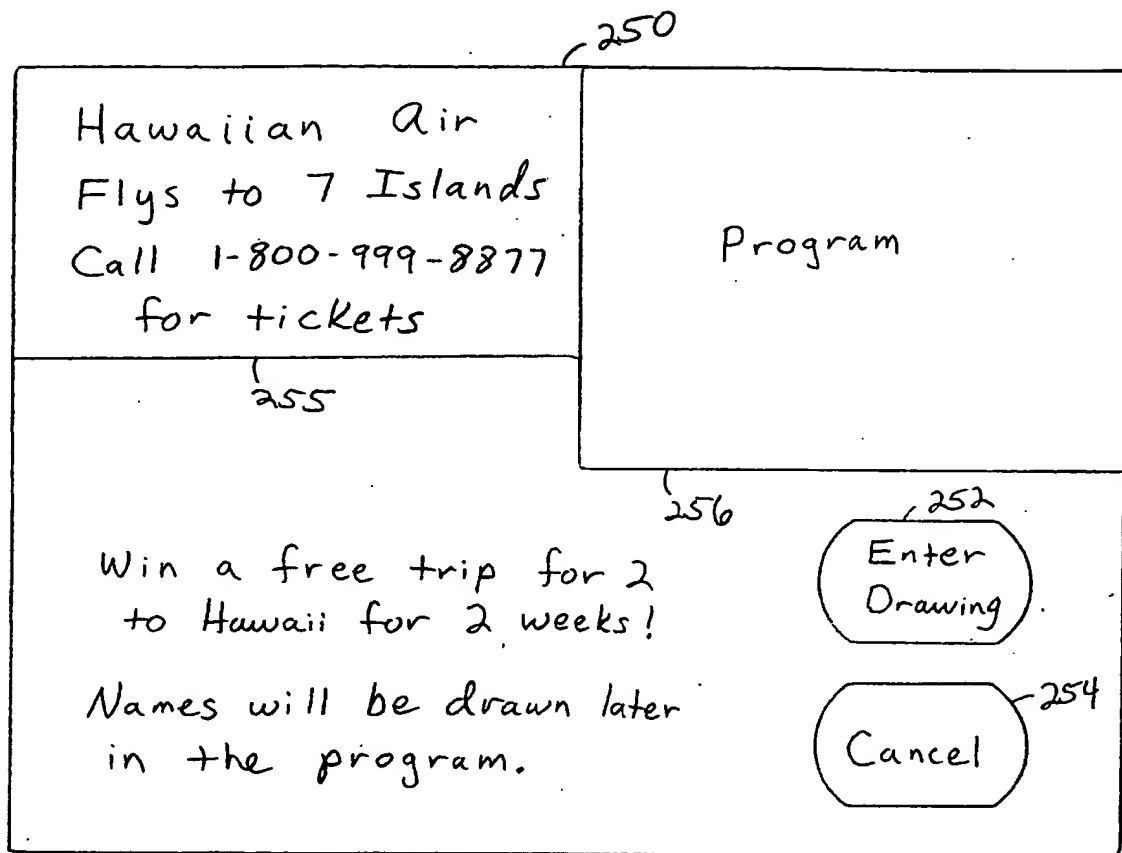 250
Hawaiian Air
Flys to 7 Islands
Call 1-800-999-8877
for tickets
Program
255
256
252
Win a free trip for 2
to Hawaii for 2 weeks!
Enter
Drawing
Names will be drawn later
in the program.
254
Cancel